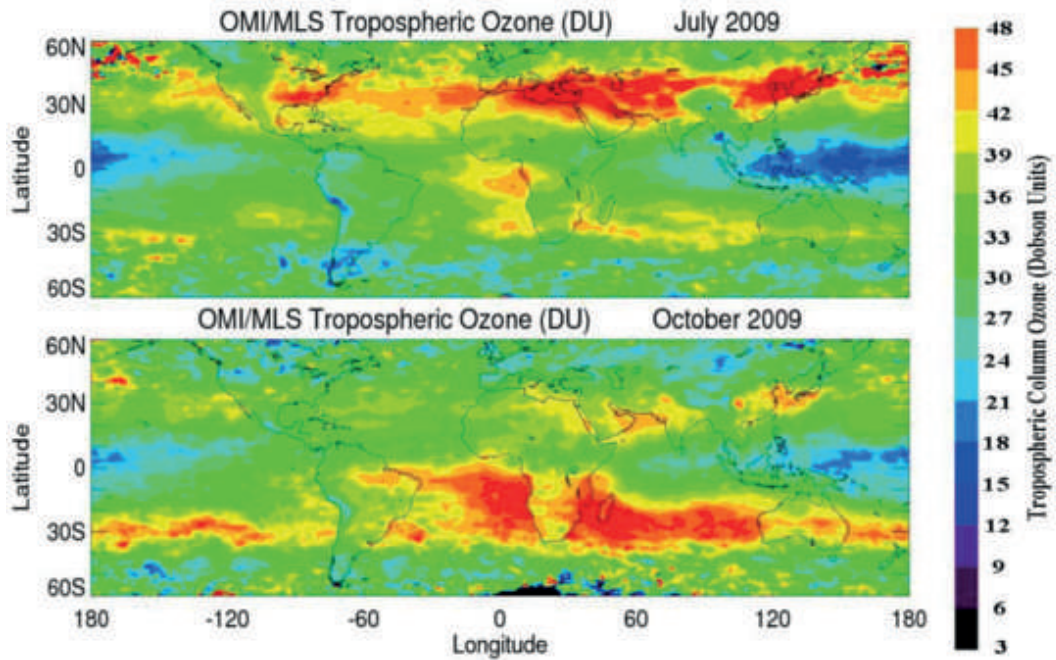 OMI/MLS Tropospheric Ozone (DU) July 2009
60N
30N
0
30S
60S
Latitude
OMI/MLS Tropospheric Ozone (DU) October 2009
60N
30N
0
30S
60S
Latitude
180 -120 -60 0 60 120 180
Longitude
48
45
42
39
36
33
30
27
24
21
18
15
12
9
6
3
Tropospheric Column Ozone (Dobson Units)